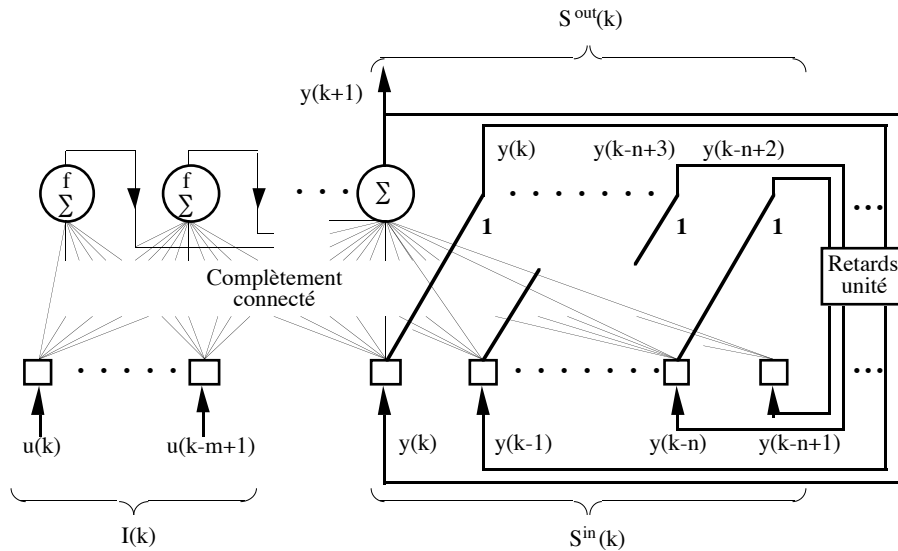 S out(k)
y(k+1)
y(k) y(k-n+3) y(k-n+2)
f f
Σ Σ · · · Σ · · · · · · · · ...
1 1 1
Complètement
connecté
Retards
unité
· · · · · · · · · · · · ...
u(k) u(k-m+1) y(k) y(k-1) y(k-n) y(k-n+1)
I(k) S in(k)